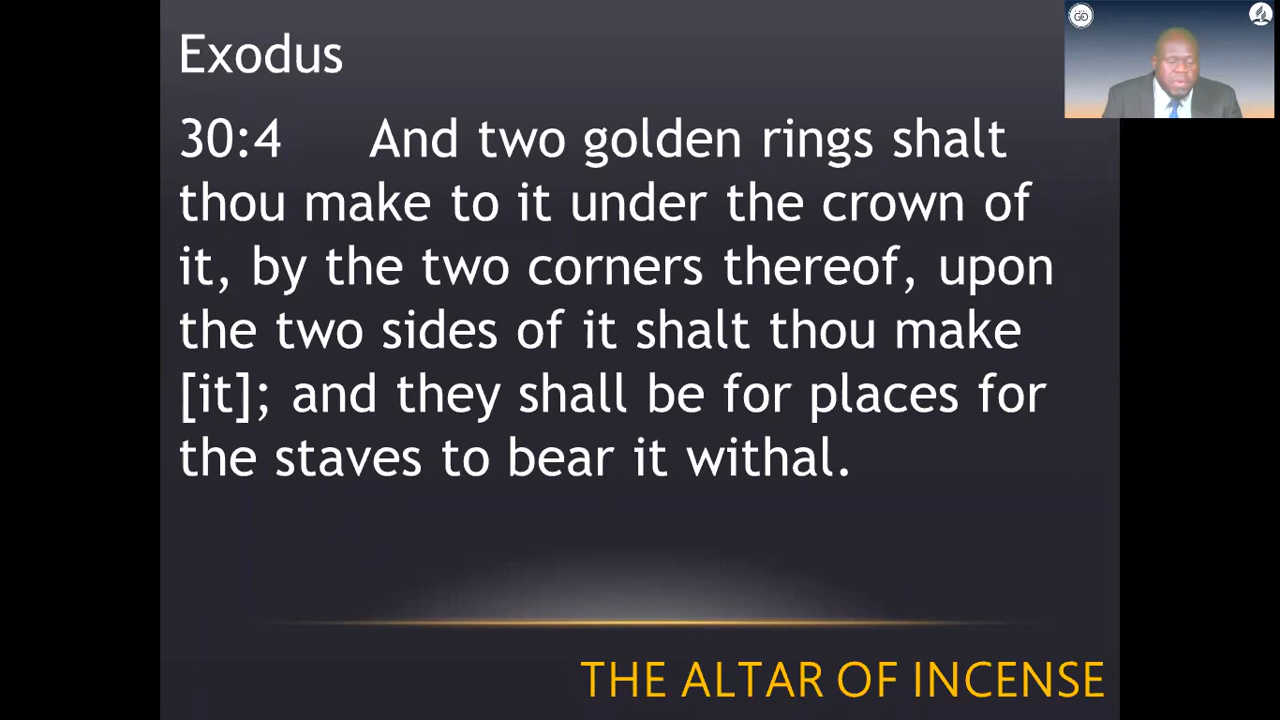 Exodus
30:4 And two golden rings shalt
thou make to it under the crown of
it, by the two corners thereof, upon
the two sides of it shalt thou make
[it]; and they shall be for places for
the staves to bear it withal.
THE ALTAR OF INCENSE